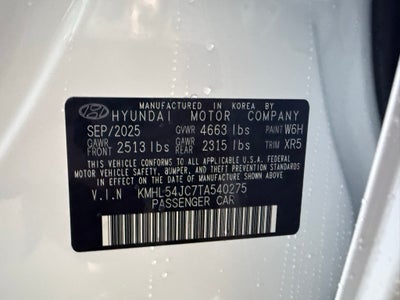 MANUFACTURED IN KOREA BY
HYUNDAI MOTOR COMPANY
SEP/2025 GVWR 4663 lbs PAINT W6H
GAWR FRONT 2513 lbs GAWR REAR 2315 lbs TRIM XR5
THIS VEHICLE CONFORMS TO ALL APPLICABLE U.S.A. FEDERAL
MOTOR VEHICLE SAFETY, BUMPER, AND THEFT PREVENTION STANDARDS
IN EFFECT ON THE DATE OF MANUFACTURE SHOWN ABOVE.
V.I.N KMHL54JC7TA540275
PASSENGER CAR